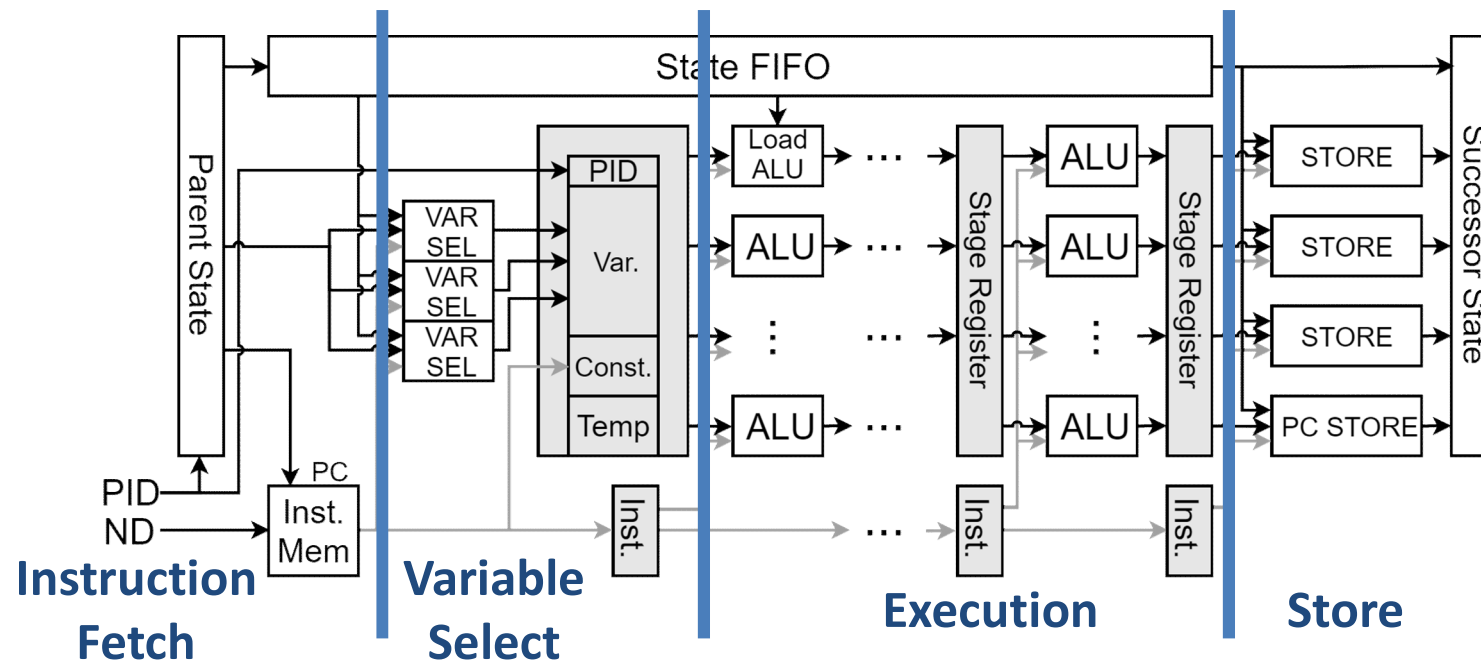 State FIFO
Parent State
PID
ND
PC
Inst.
Mem
VAR
SEL
VAR
SEL
VAR
SEL
PID
Var.
Const.
Temp
Inst.
Load
ALU
...
ALU
...
⋮
...
ALU
...
...
Stage Register
Inst.
ALU
ALU
⋮
ALU
Stage Register
Inst.
STORE
STORE
STORE
PC STORE
Successor State
Instruction
Fetch
Variable
Select
Execution
Store